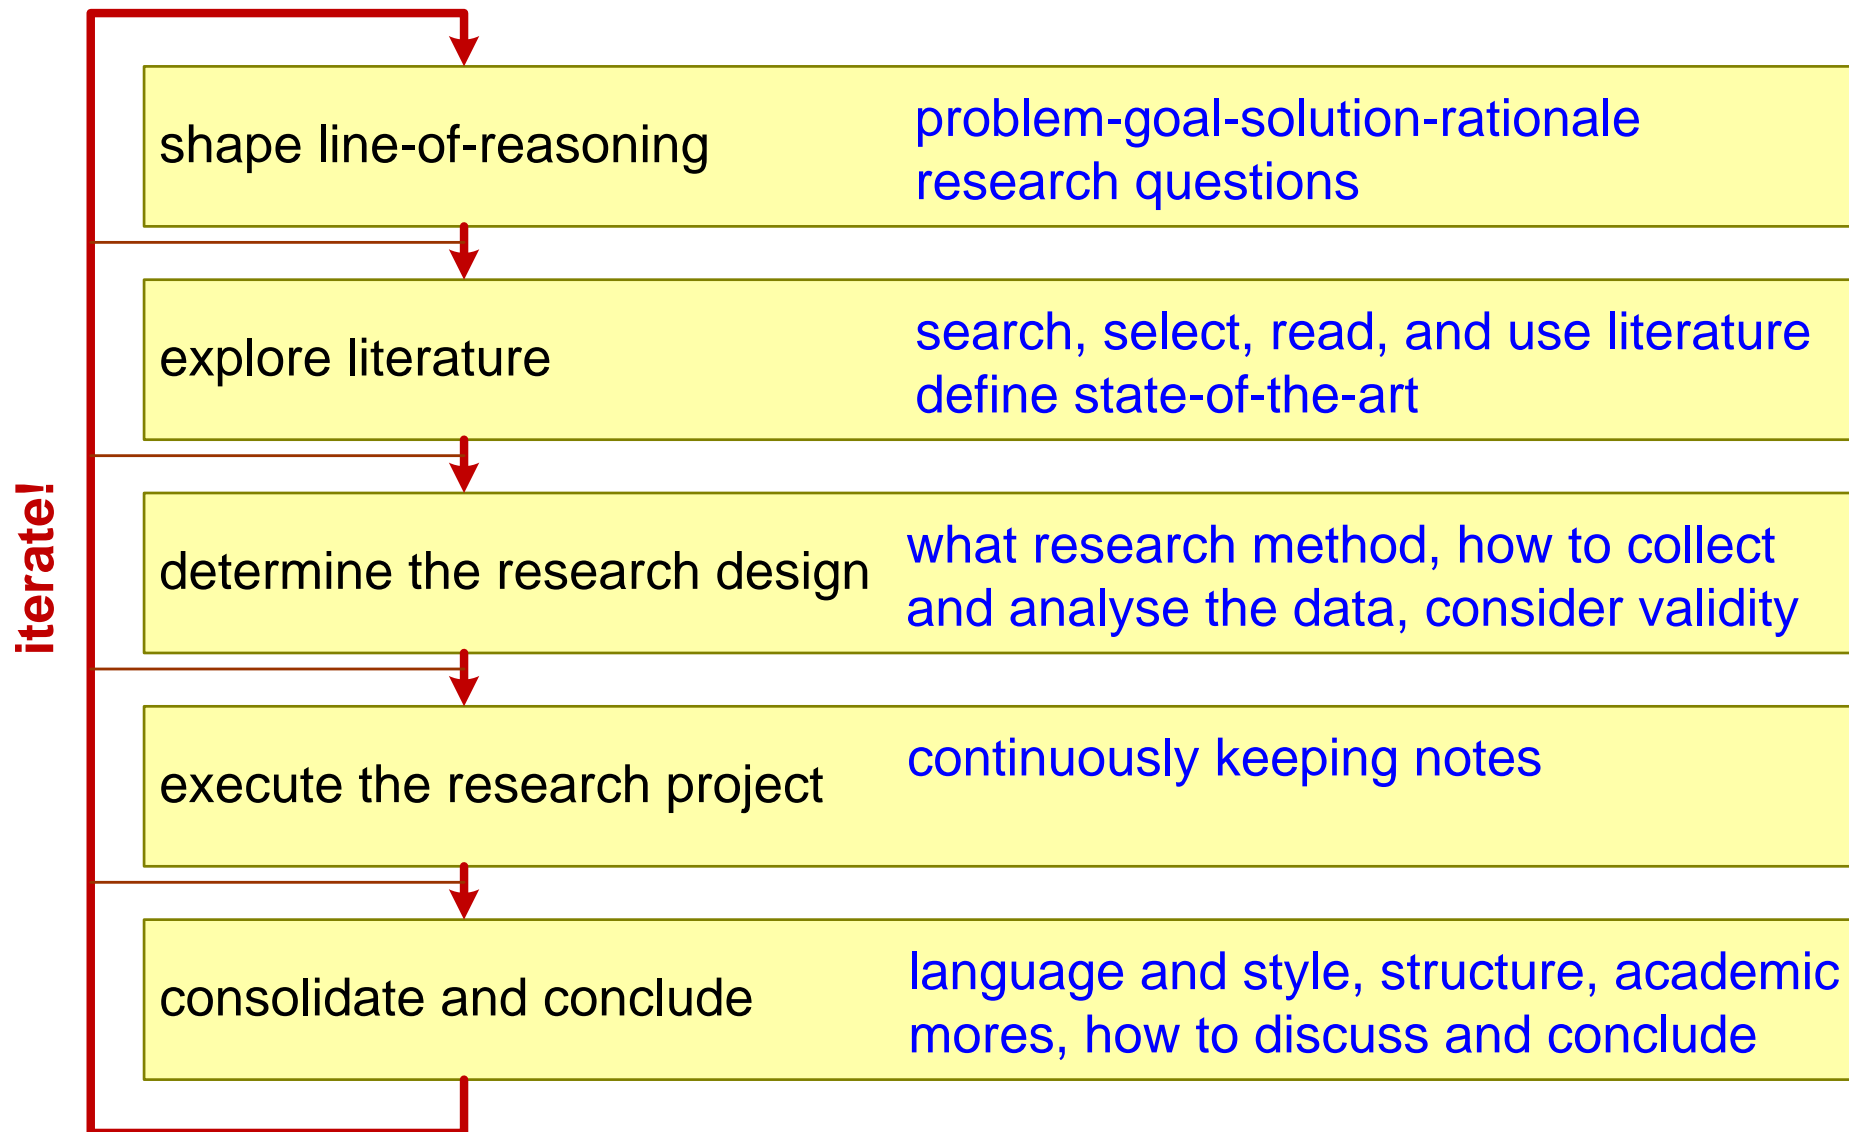 shape line-of-reasoning
problem-goal-solution-rationale
research questions
explore literature
search, select, read, and use literature
define state-of-the-art
iterate!
determine the research design
what research method, how to collect
and analyse the data, consider validity
execute the research project
continuously keeping notes
consolidate and conclude
language and style, structure, academic
mores, how to discuss and conclude